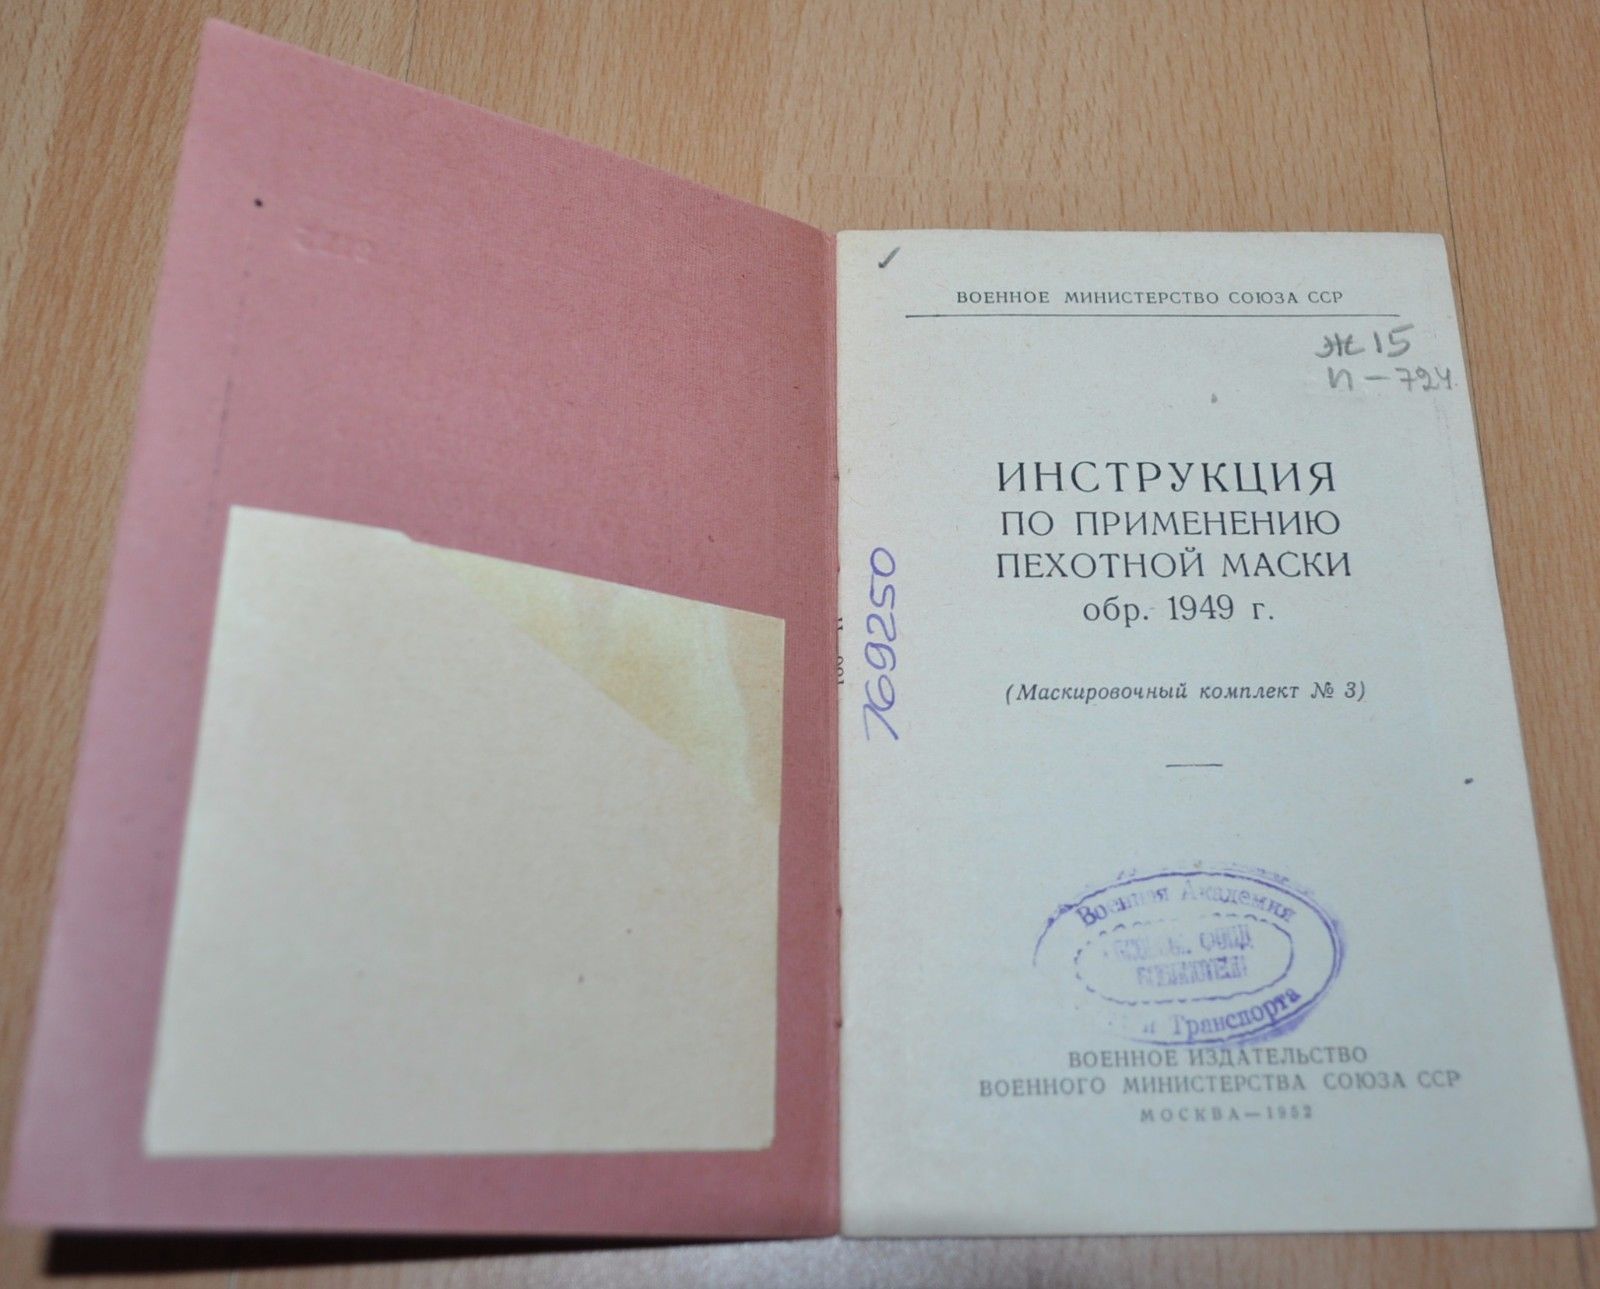 ✓
ВОЕННОЕ МИНИСТЕРСТВО СОЮЗА ССР
Ж 15
И-724
ИНСТРУКЦИЯ
ПО ПРИМЕНЕНИЮ
ПЕХОТНОЙ МАСКИ
обр. 1949 г.
(Маскировочный комплект № 3)
769250
Военная Академия
и Транспорта
ВОЕННОЕ ИЗДАТЕЛЬСТВО
ВОЕННОГО МИНИСТЕРСТВА СОЮЗА ССР
МОСКВА—1952